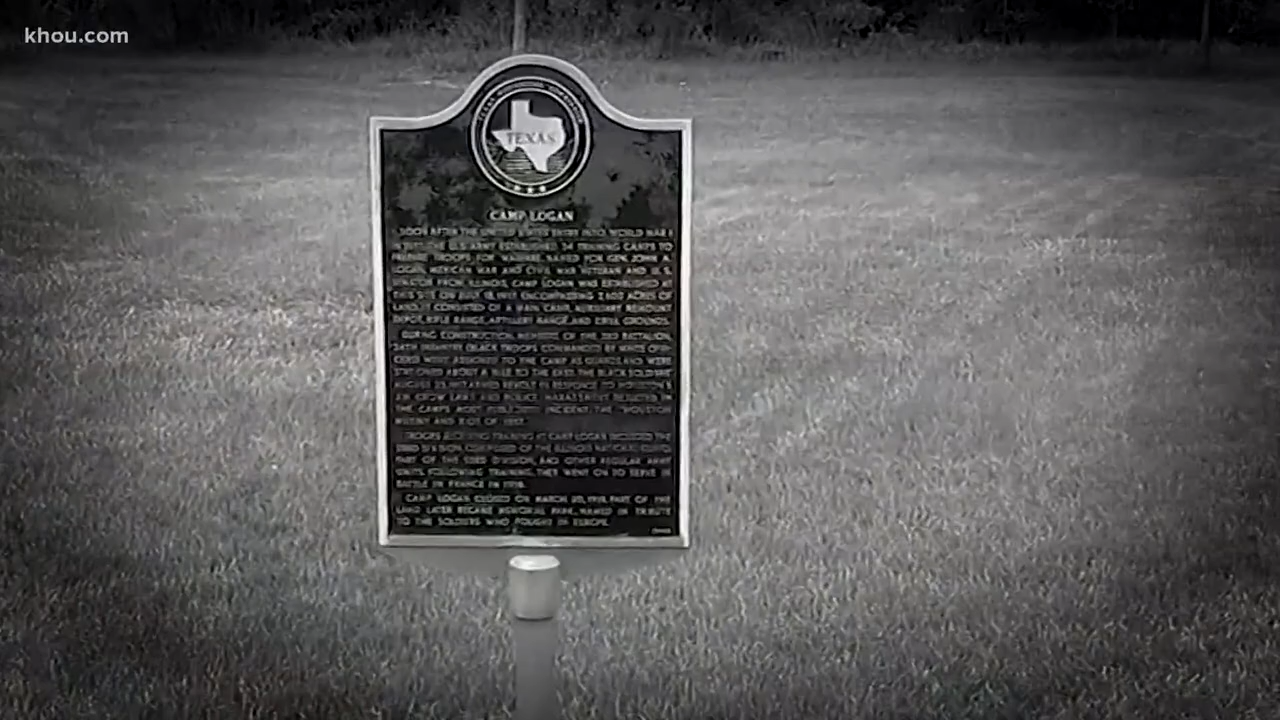 khou.com
TEXAS
CAMP LOGAN
SOON AFTER THE UNITED STATES ENTRY INTO WORLD WAR I
IN 1917, THE U.S. ARMY ESTABLISHED 34 TRAINING CAMPS TO
PREPARE TROOPS FOR WARFARE. NAMED FOR GEN. JOHN A.
LOGAN, MEXICAN WAR AND CIVIL WAR VETERAN AND U.S.
SENATOR FROM ILLINOIS, CAMP LOGAN WAS ESTABLISHED AT
THIS SITE ON JULY 18, 1917. ENCOMPASSING 7,600 ACRES OF
LAND, IT CONSISTED OF A MAIN CAMP, AUXILIARY REMOUNT
DEPOT, RIFLE RANGE, ARTILLERY RANGE, AND DRILL GROUNDS.
DURING CONSTRUCTION, MEMBERS OF THE 3RD BATTALION,
24TH INFANTRY (BLACK TROOPS COMMANDED BY WHITE OFFI-
CERS) WERE ASSIGNED TO THE CAMP AS GUARDS AND WERE
STATIONED ABOUT A MILE TO THE EAST. THE BLACK SOLDIERS'
AUGUST 23, 1917, ARMED REVOLT IN RESPONSE TO HOUSTON'S
JIM CROW LAWS AND POLICE HARASSMENT RESULTED IN
THE CAMP'S MOST PUBLICIZED INCIDENT, THE "HOUSTON
MUTINY AND RIOT OF 1917."
TROOPS RECEIVING TRAINING AT CAMP LOGAN INCLUDED THE
33RD DIVISION, COMPOSED OF THE ILLINOIS NATIONAL GUARD,
PART OF THE 93RD DIVISION, AND OTHER REGULAR ARMY
UNITS. FOLLOWING TRAINING, THEY WENT ON TO SERVE IN
BATTLE IN FRANCE IN 1918.
CAMP LOGAN CLOSED ON MARCH 20, 1919. PART OF THE
LAND LATER BECAME MEMORIAL PARK, NAMED IN TRIBUTE
TO THE SOLDIERS WHO FOUGHT IN EUROPE.